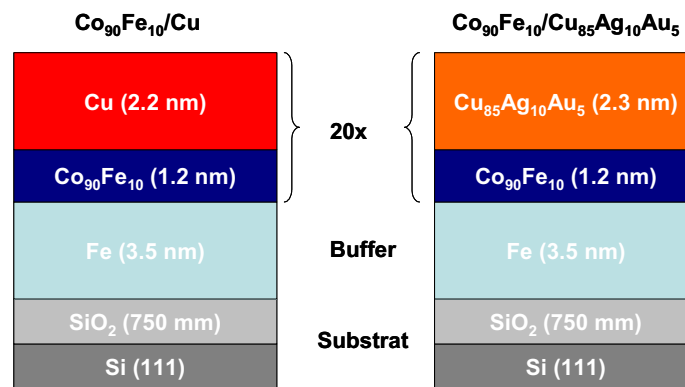 Co₉₀Fe₁₀/Cu
Co₉₀Fe₁₀/Cu₈₅Ag₁₀Au₅
Cu (2.2 nm)
20x
Cu₈₅Ag₁₀Au₅ (2.3 nm)
Co₉₀Fe₁₀ (1.2 nm)
Co₉₀Fe₁₀ (1.2 nm)
Fe (3.5 nm)
Buffer
Fe (3.5 nm)
SiO₂ (750 mm)
Substrat
SiO₂ (750 mm)
Si (111)
Si (111)